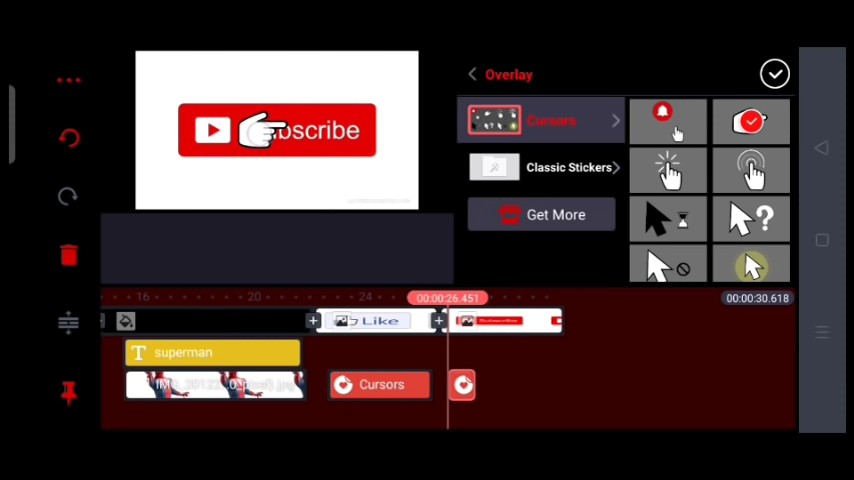 Overlay
Cursors
Classic Stickers
Get More
?
16
20
24
00:00:26.451
00:00:30.618
Like
Subscribe
T superman
Cursors